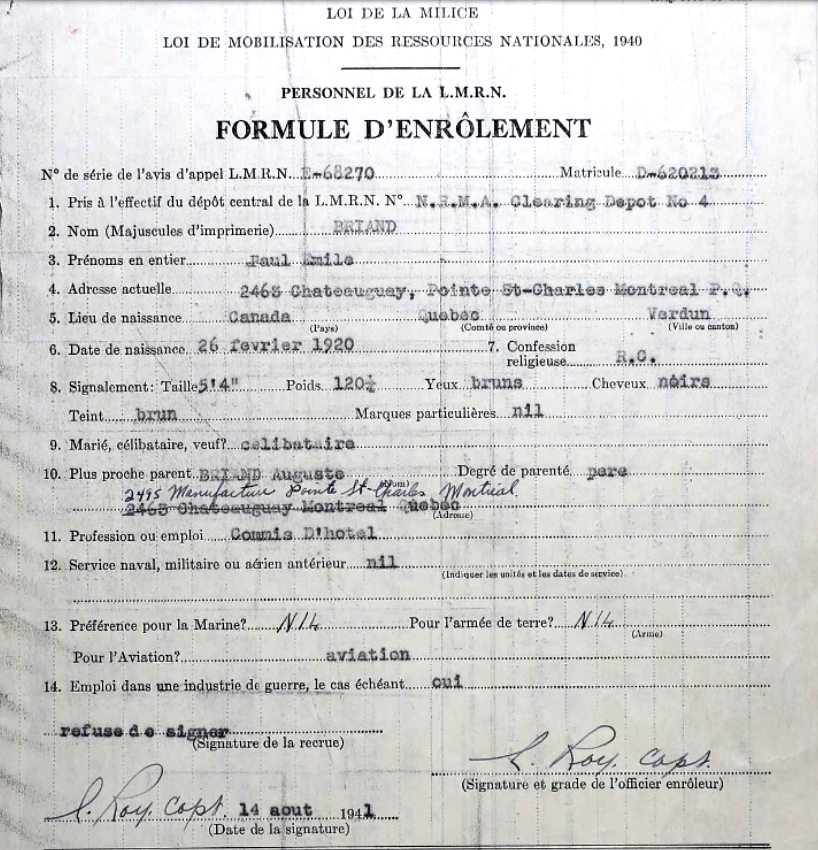 LOI DE LA MILICE
LOI DE MOBILISATION DES RESSOURCES NATIONALES, 1940
PERSONNEL DE LA L.M.R.N.
FORMULE D'ENRÔLEMENT
N° de série de l'avis d'appel L.M.R.N. E-68270 Matricule D-620213
1. Pris à l'effectif du dépôt central de la L.M.R.N. N° N.R.M.A. Clearing Depot No 4
2. Nom (Majuscules d'imprimerie) BRIAND
3. Prénoms en entier Paul Emile
4. Adresse actuelle 2463 Chateauguay, Pointe St-Charles Montreal P.Q.
5. Lieu de naissance Canada Quebec Verdun
(Pays) (Comté ou province) (Ville ou canton)
6. Date de naissance 26 fevrier 1920 7. Confession religieuse R.C.
8. Signalement: Taille 5'4" Poids 120½ Yeux bruns Cheveux noirs
Teint brun Marques particulières nil
9. Marié, célibataire, veuf? celibataire
10. Plus proche parent BRIAND Auguste Degré de parenté pere
(Nom)
2495 Manufacture Pointe St-Charles Montreal
2463 Chateauguay Montreal Quebec
(Adresse)
11. Profession ou emploi Commis D'hotel
12. Service naval, militaire ou aérien antérieur nil
(Indiquer les unités et les dates de service)
13. Préférence pour la Marine? NIL Pour l'armée de terre? NIL
(Arme)
Pour l'Aviation? aviation
14. Emploi dans une industrie de guerre, le cas échéant oui
refuse de signer
(Signature de la recrue)
L. Roy. capt.
(Signature et grade de l'officier enrôleur)
L. Roy. capt. 14 aout 1941
(Date de la signature)